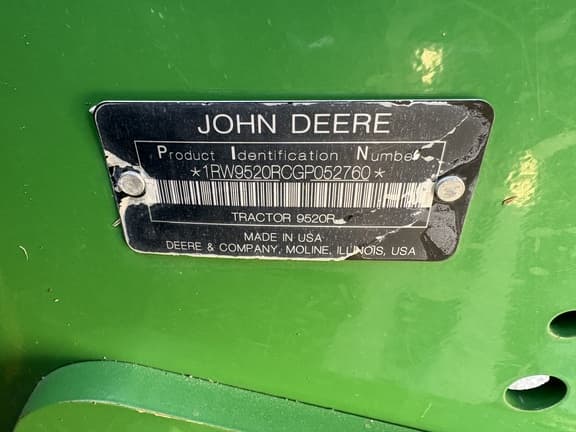 JOHN DEERE
Product Identification Number
*1RW9520RCGP052760*
TRACTOR 9520R
MADE IN USA
DEERE & COMPANY, MOLINE, ILLINOIS, USA